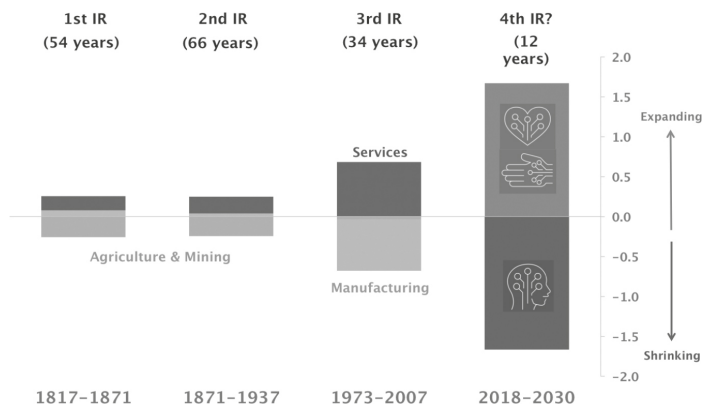 1st IR
(54 years)
2nd IR
(66 years)
3rd IR
(34 years)
4th IR?
(12
years)
2.0
1.5
1.0
0.5
0.0
-0.5
-1.0
-1.5
-2.0
Expanding
Shrinking
Services
Agriculture & Mining
Manufacturing
1817-1871
1871-1937
1973-2007
2018-2030